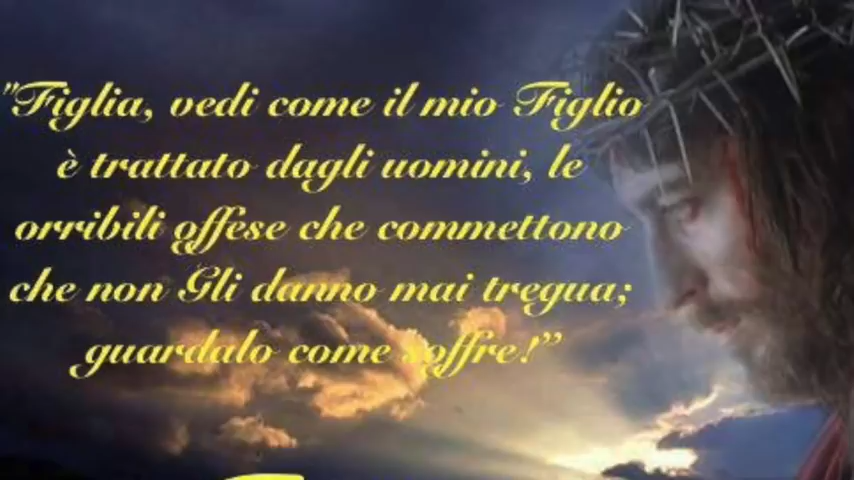 "Figlia, vedi come il mio Figlio
è trattato dagli uomini, le
orribili offese che commettono
che non Gli danno mai tregua;
guardalo come soffre!”